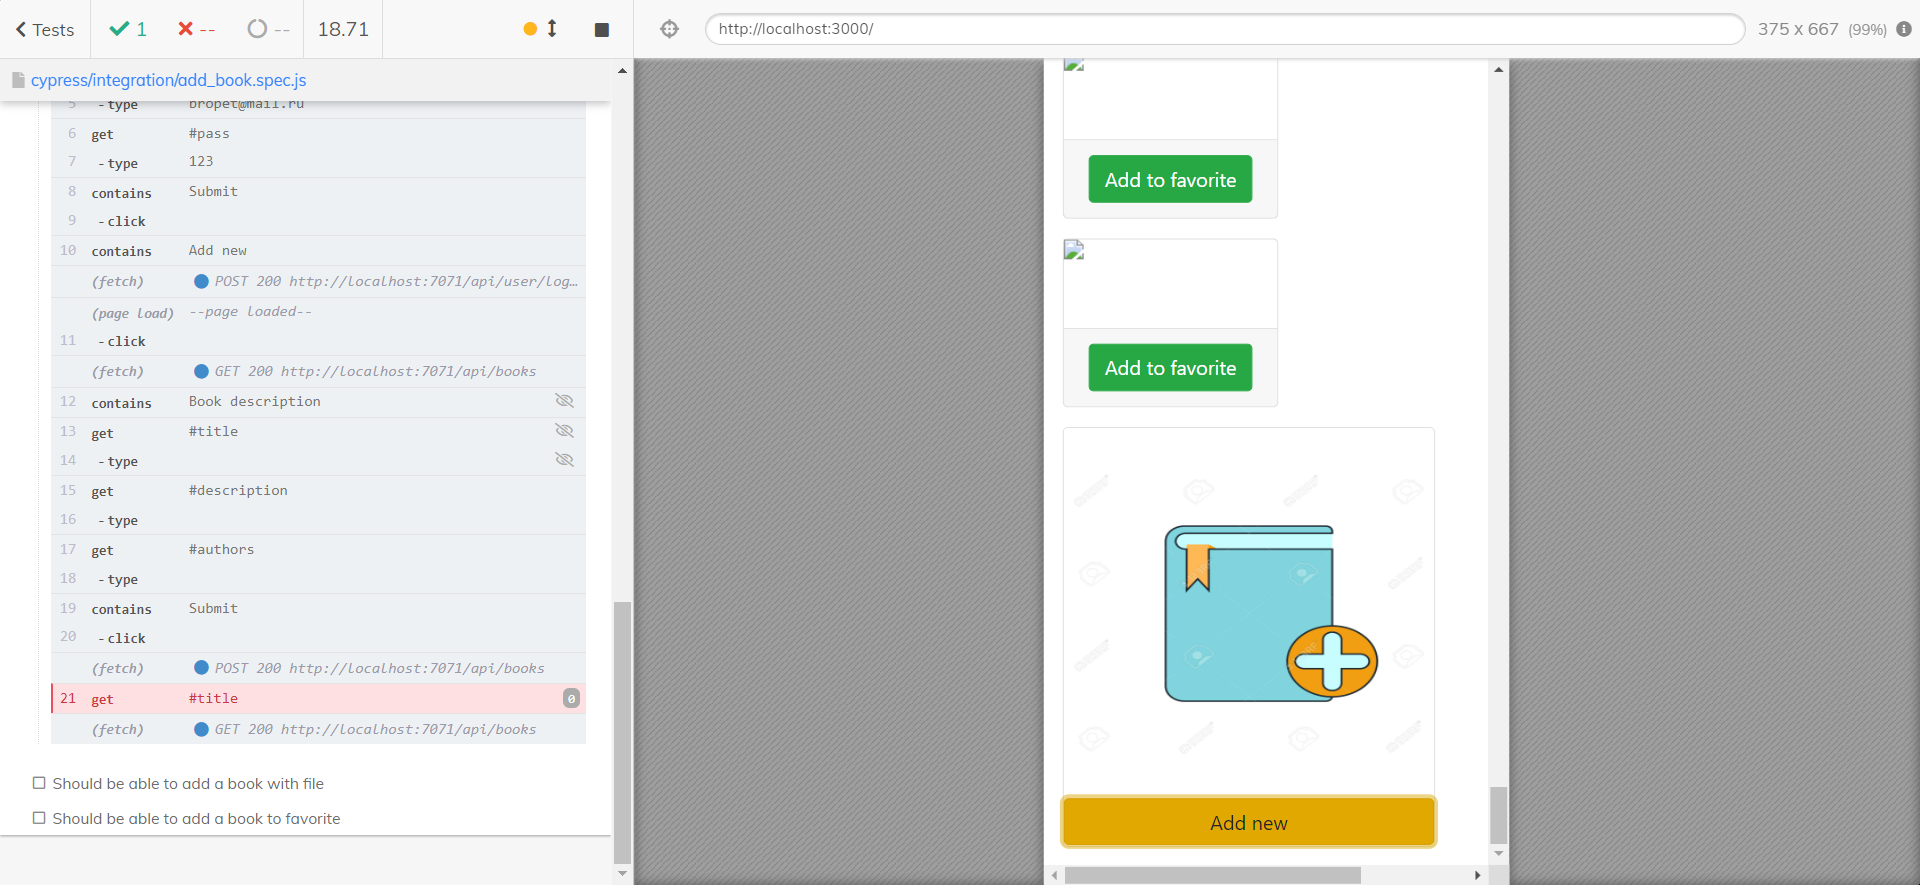 Tests 1 -- -- 18.71
http://localhost:3000/ 375 x 667 (99%)
cypress/integration/add_book.spec.js
5 -type bropet@mail.ru
6 get #pass
7 -type 123
8 contains Submit
9 -click
10 contains Add new
(fetch) POST 200 http://localhost:7071/api/user/log…
(page load) --page loaded--
11 -click
(fetch) GET 200 http://localhost:7071/api/books
12 contains Book description
13 get #title
14 -type
15 get #description
16 -type
17 get #authors
18 -type
19 contains Submit
20 -click
(fetch) POST 200 http://localhost:7071/api/books
21 get #title 0
(fetch) GET 200 http://localhost:7071/api/books
Should be able to add a book with file
Should be able to add a book to favorite
Add to favorite
Add to favorite
Add new